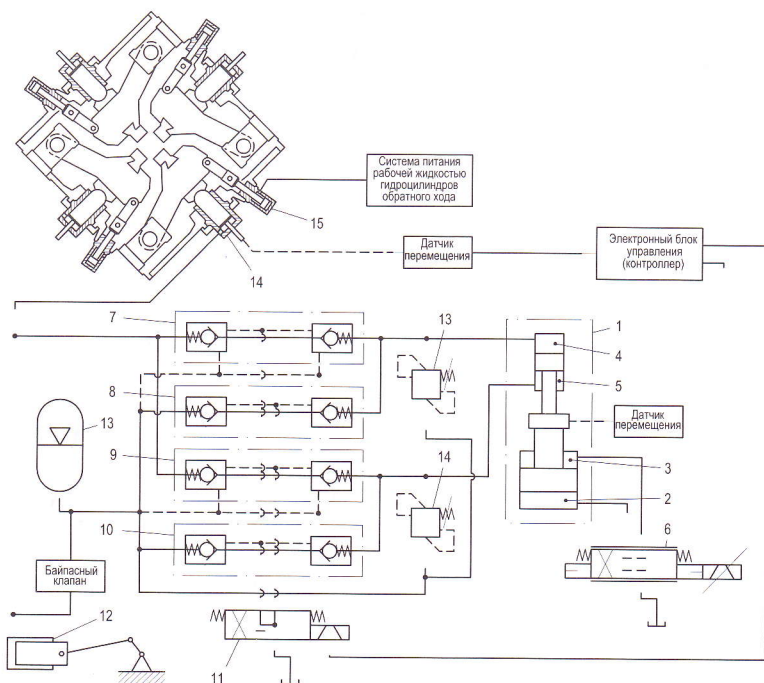 Система питания
рабочей жидкостью
гидроцилиндров
обратного хода
15
14
Датчик
перемещения
Электронный блок
управления
(контроллер)
7
13
1
4
8
5
13
Датчик
перемещения
9
3
14
2
10
6
Байпасный
клапан
12
11